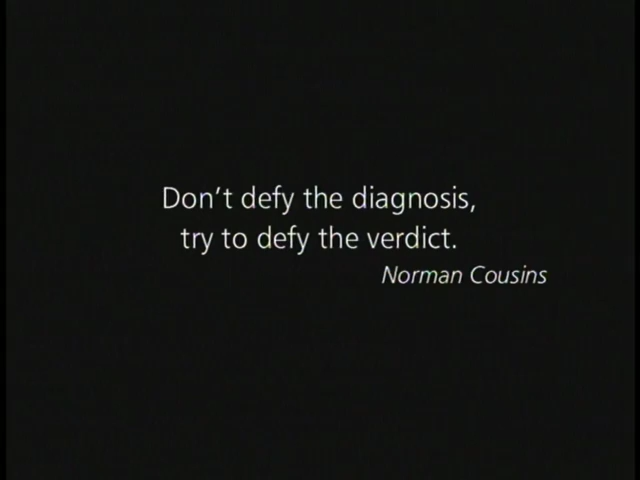 Don't defy the diagnosis,
try to defy the verdict.
Norman Cousins